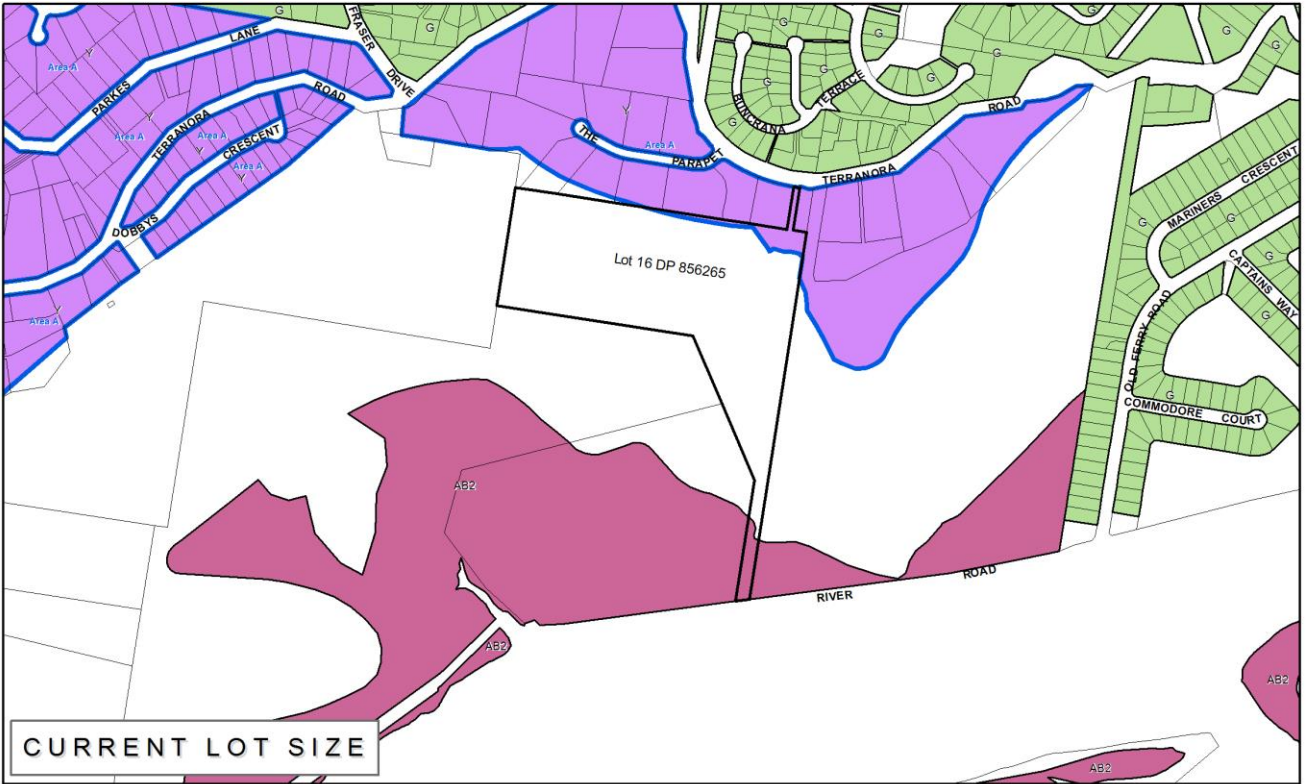 G
G
G
G
G
FRASER
DRIVE
LANE
PARKES
Y
Area A
Area A
Y
TERRANORA
ROAD
Area A
Y
CRESCENT
Area A
Y
DOBBYS
Y
Area A
Y
Area A
THE
PARAPET
BUNCRANA
TERRACE
G
G
G
G
G
G
G
TERRANORA
ROAD
MARINERS
CRESCENT
G
G
G
CAPTAINS
WAY
G
OLD FERRY ROAD
G
COMMODORE
COURT
Lot 16 DP 856265
AB2
RIVER
ROAD
AB2
AB2
AB2
CURRENT LOT SIZE